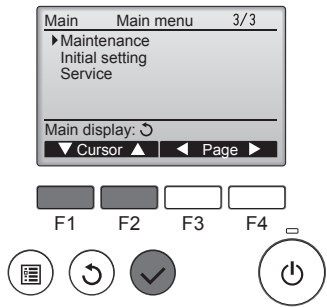 Main Main menu 3/3
Maintenance
Initial setting
Service
Main display:
Cursor Page
F1 F2 F3 F4